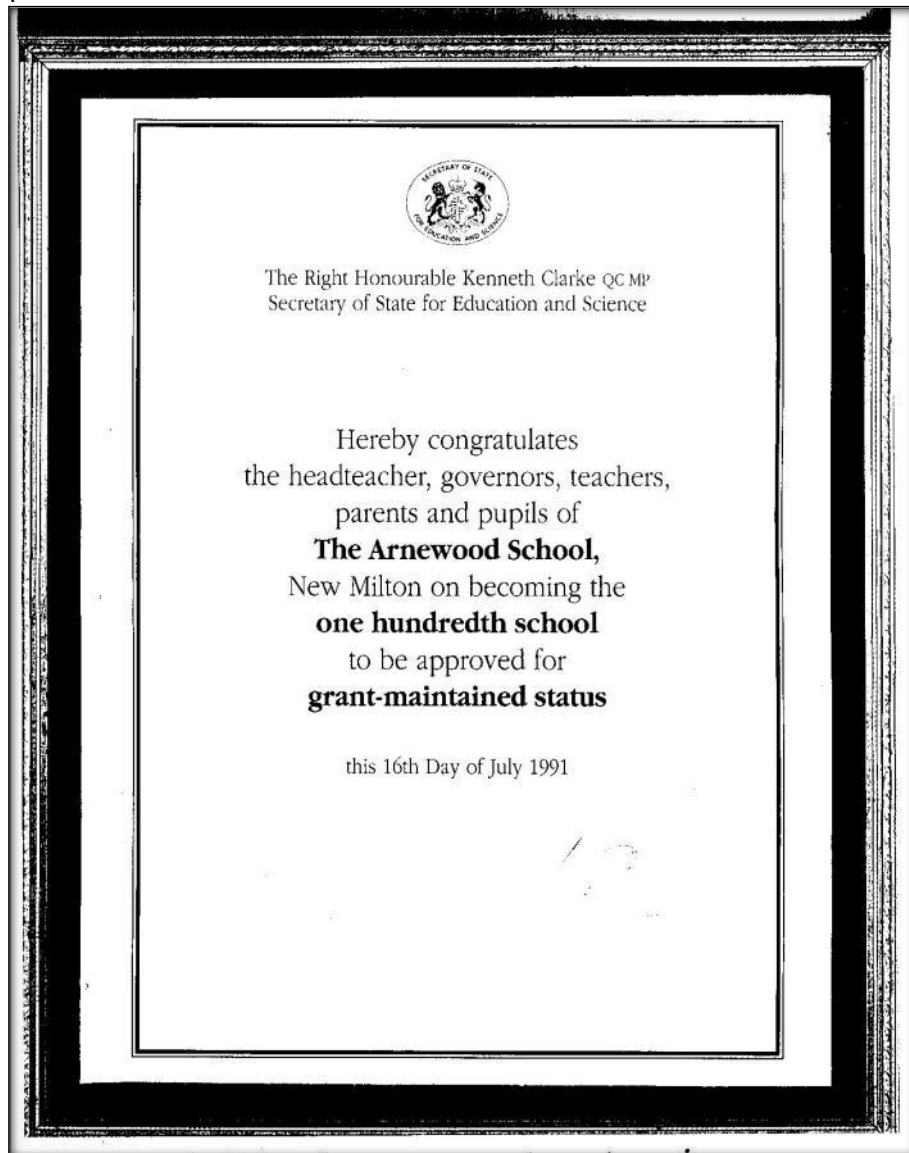 SECRETARY OF STATE
FOR EDUCATION AND SCIENCE
The Right Honourable Kenneth Clarke QC MP
Secretary of State for Education and Science
Hereby congratulates
the headteacher, governors, teachers,
parents and pupils of
The Arnewood School,
New Milton on becoming the
one hundredth school
to be approved for
grant-maintained status
this 16th Day of July 1991